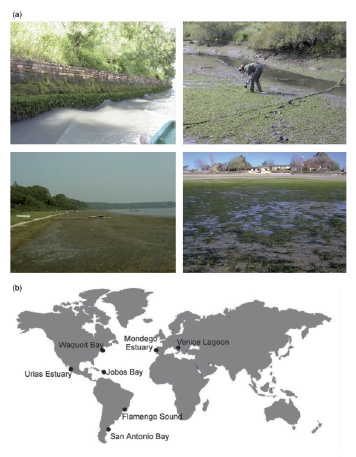 (a)
(b)
Waquoit Bay
Mondego
Estuary
Venice Lagoon
Urias Estuary
Jobos Bay
Flamengo Sound
San Antonio Bay